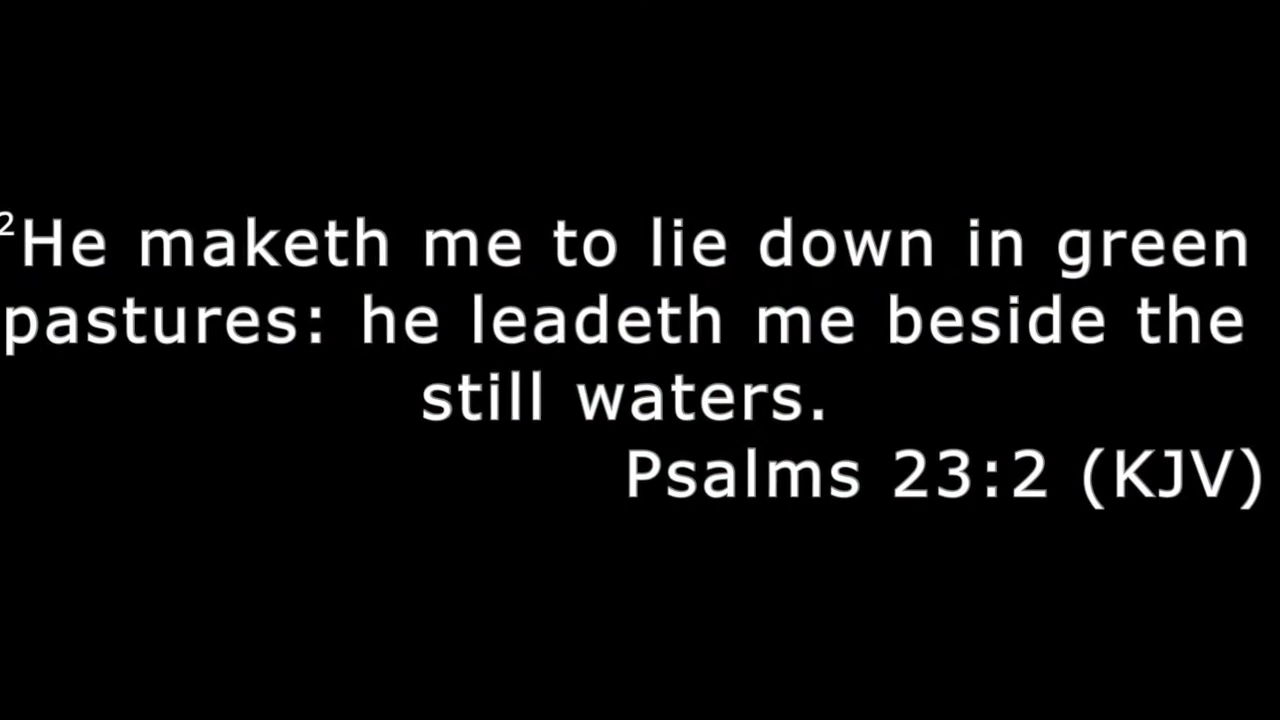 ²He maketh me to lie down in green
pastures: he leadeth me beside the
still waters.
Psalms 23:2 (KJV)